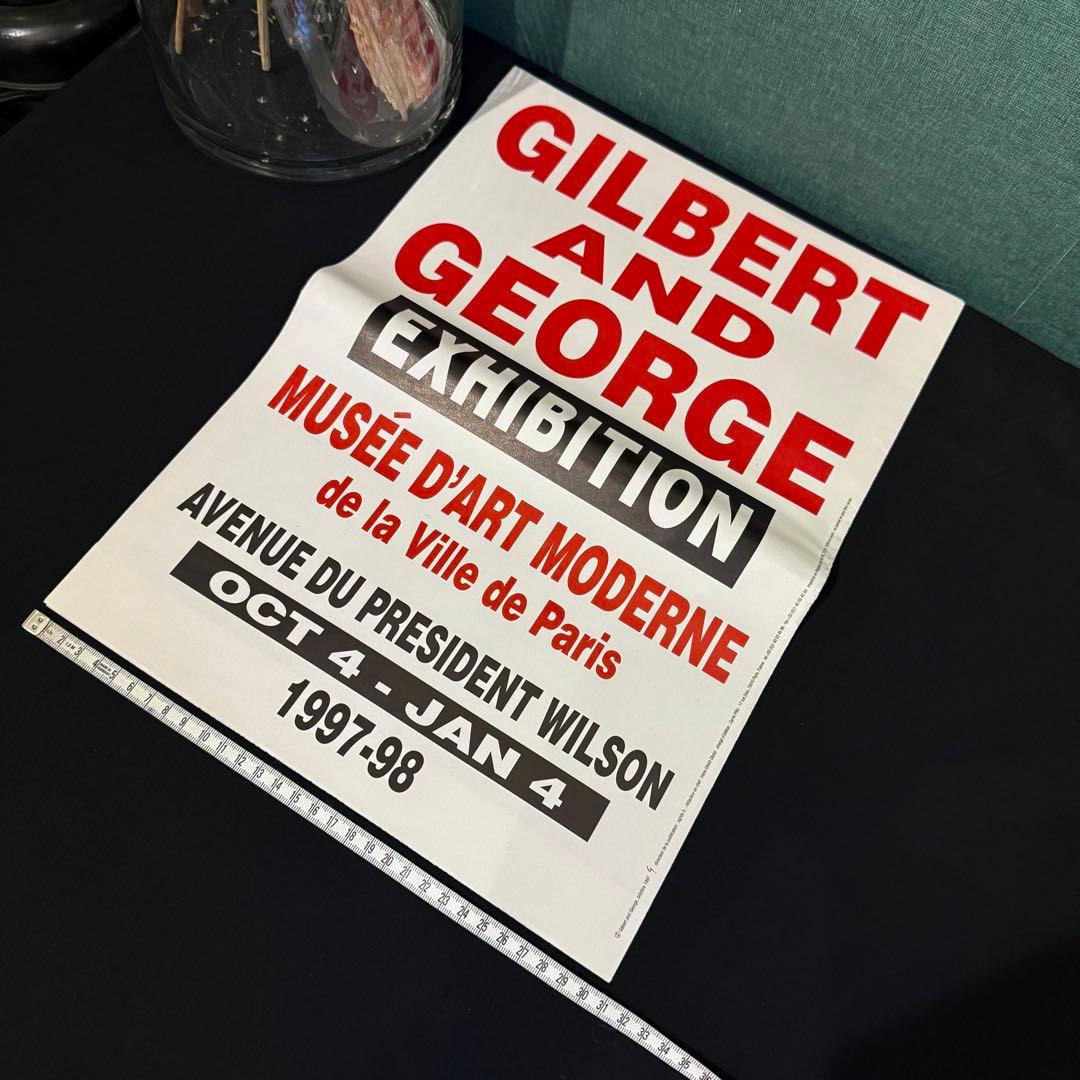 GILBERT
AND
GEORGE
EXHIBITION
MUSÉE D'ART MODERNE
de la Ville de Paris
AVENUE DU PRESIDENT WILSON
OCT 4 - JAN 4
1997-98